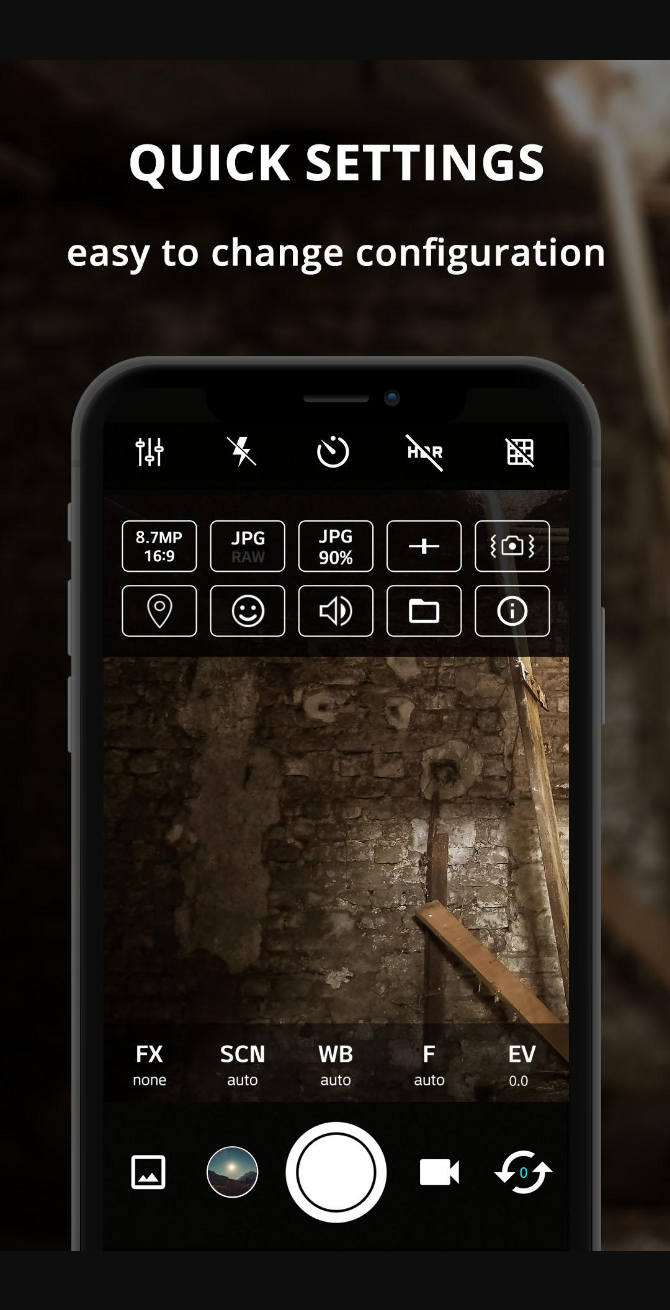 QUICK SETTINGS
easy to change configuration
HDR
8.7MP
16:9
JPG
RAW
JPG
90%
FX
none
SCN
auto
WB
auto
F
auto
EV
0.0
0